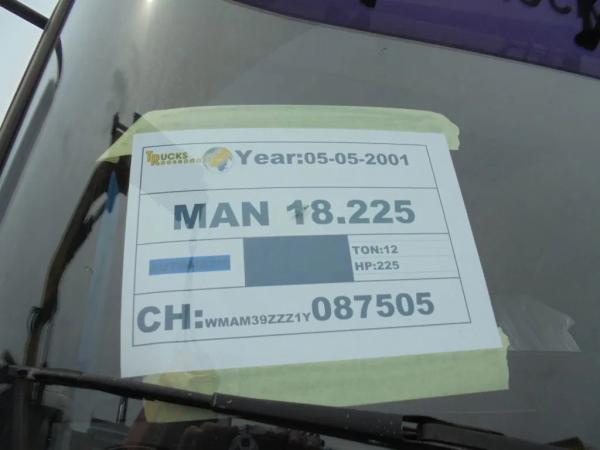 TRUCKS Year:05-05-2001
MAN 18.225
TON:12
HP:225
CH:WMAM39ZZZ1Y087505